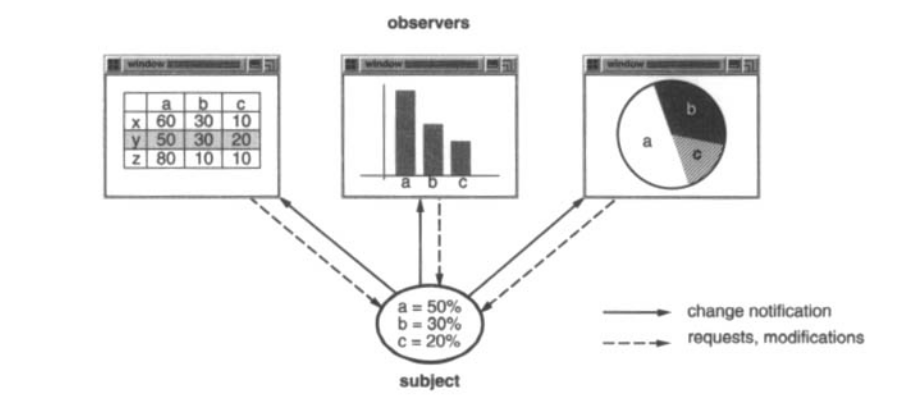 observers
window
window
window
a b c
x 60 30 10
y 50 30 20
z 80 10 10
a b c
a
b
c
a = 50%
b = 30%
c = 20%
subject
change notification
requests, modifications